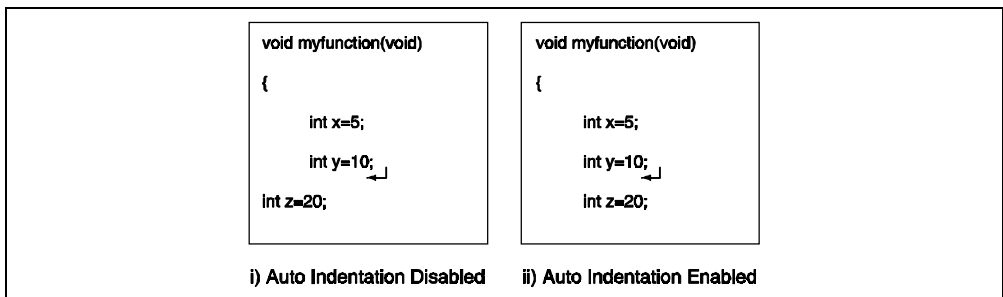 void myfunction(void)
{
int x=5;
int y=10;
int z=20;
i) Auto Indentation Disabled
void myfunction(void)
{
int x=5;
int y=10;
int z=20;
ii) Auto Indentation Enabled